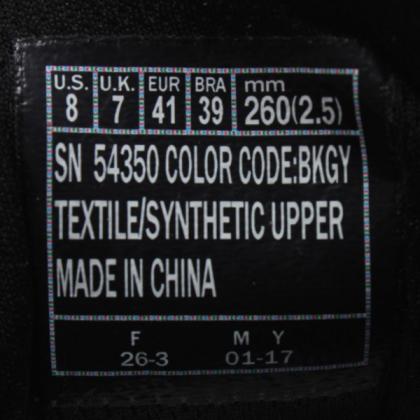 U.S. U.K. EUR BRA mm
8 7 41 39 260(2.5)
SN 54350 COLOR CODE:BKGY
TEXTILE/SYNTHETIC UPPER
MADE IN CHINA
F M Y
26-3 01-17